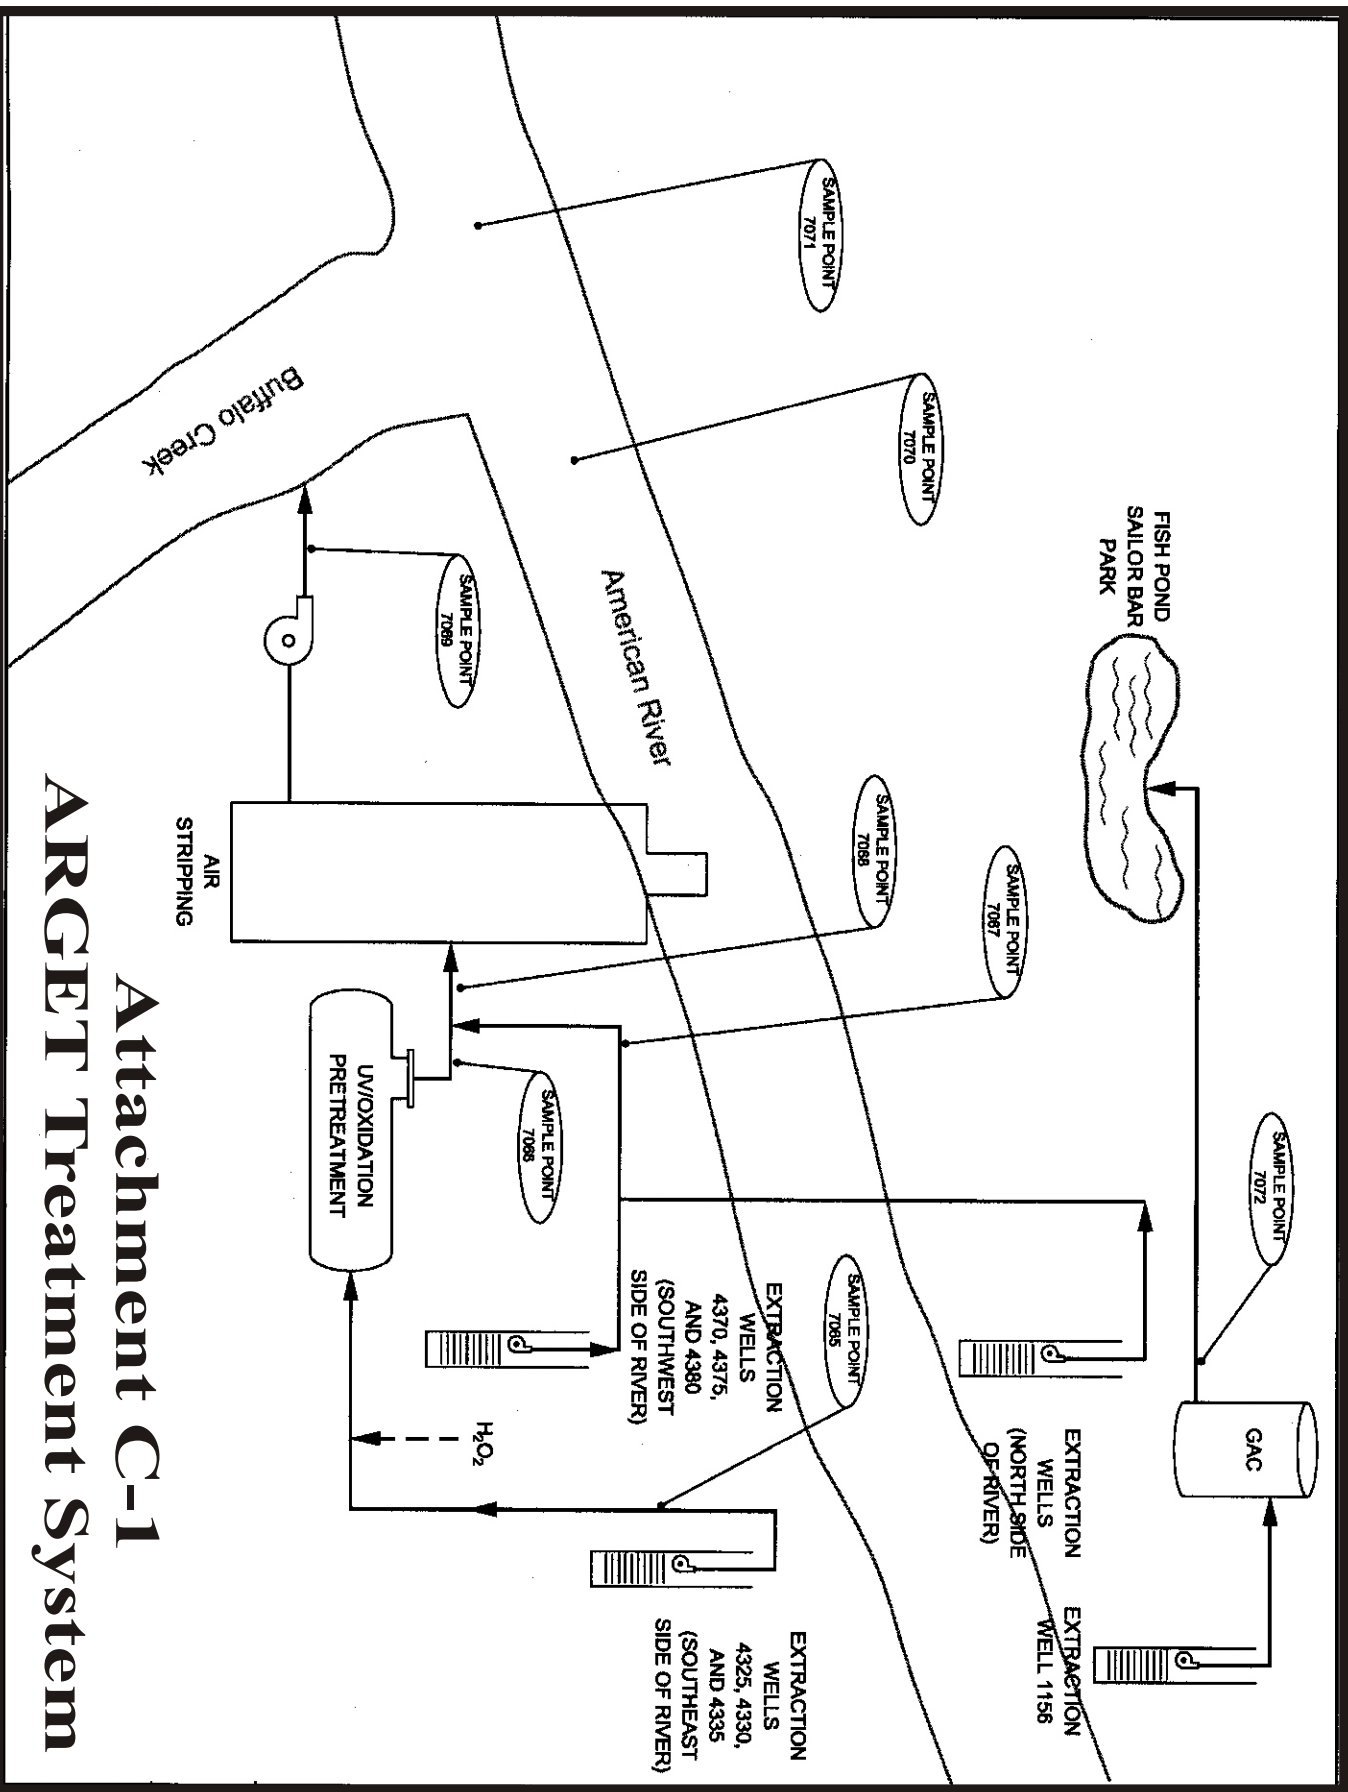 SAMPLE POINT
7072
GAC
FISH POND
SAILOR BAR
PARK
EXTRACTION
WELLS
(NORTH SIDE
OF RIVER)
EXTRACTION
WELL 1156
SAMPLE POINT
7067
SAMPLE POINT
7070
SAMPLE POINT
7068
SAMPLE POINT
7065
SAMPLE POINT
7071
American River
EXTRACTION
WELLS
4370, 4375,
AND 4380
(SOUTHWEST
SIDE OF RIVER)
EXTRACTION
WELLS
4325, 4330,
AND 4335
(SOUTHEAST
SIDE OF RIVER)
SAMPLE POINT
7066
SAMPLE POINT
7069
H₂O₂
UV/OXIDATION
PRETREATMENT
Buffalo Creek
AIR
STRIPPING
Attachment C-1
ARGET Treatment System